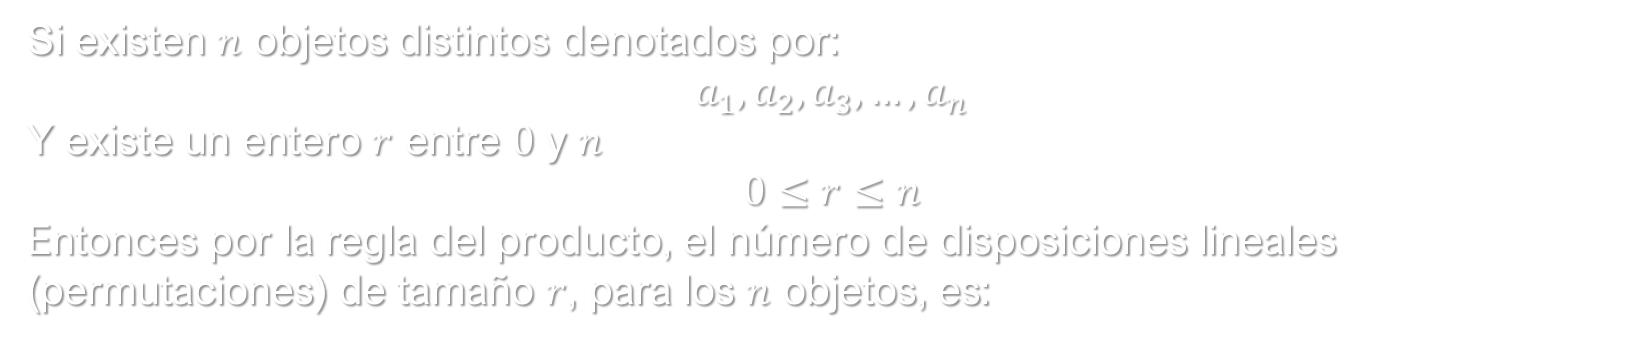 Si existen n objetos distintos denotados por:
a₁, a₂, a₃, … , aₙ
Y existe un entero r entre 0 y n
0 ≤ r ≤ n
Entonces por la regla del producto, el número de disposiciones lineales
(permutaciones) de tamaño r, para los n objetos, es: